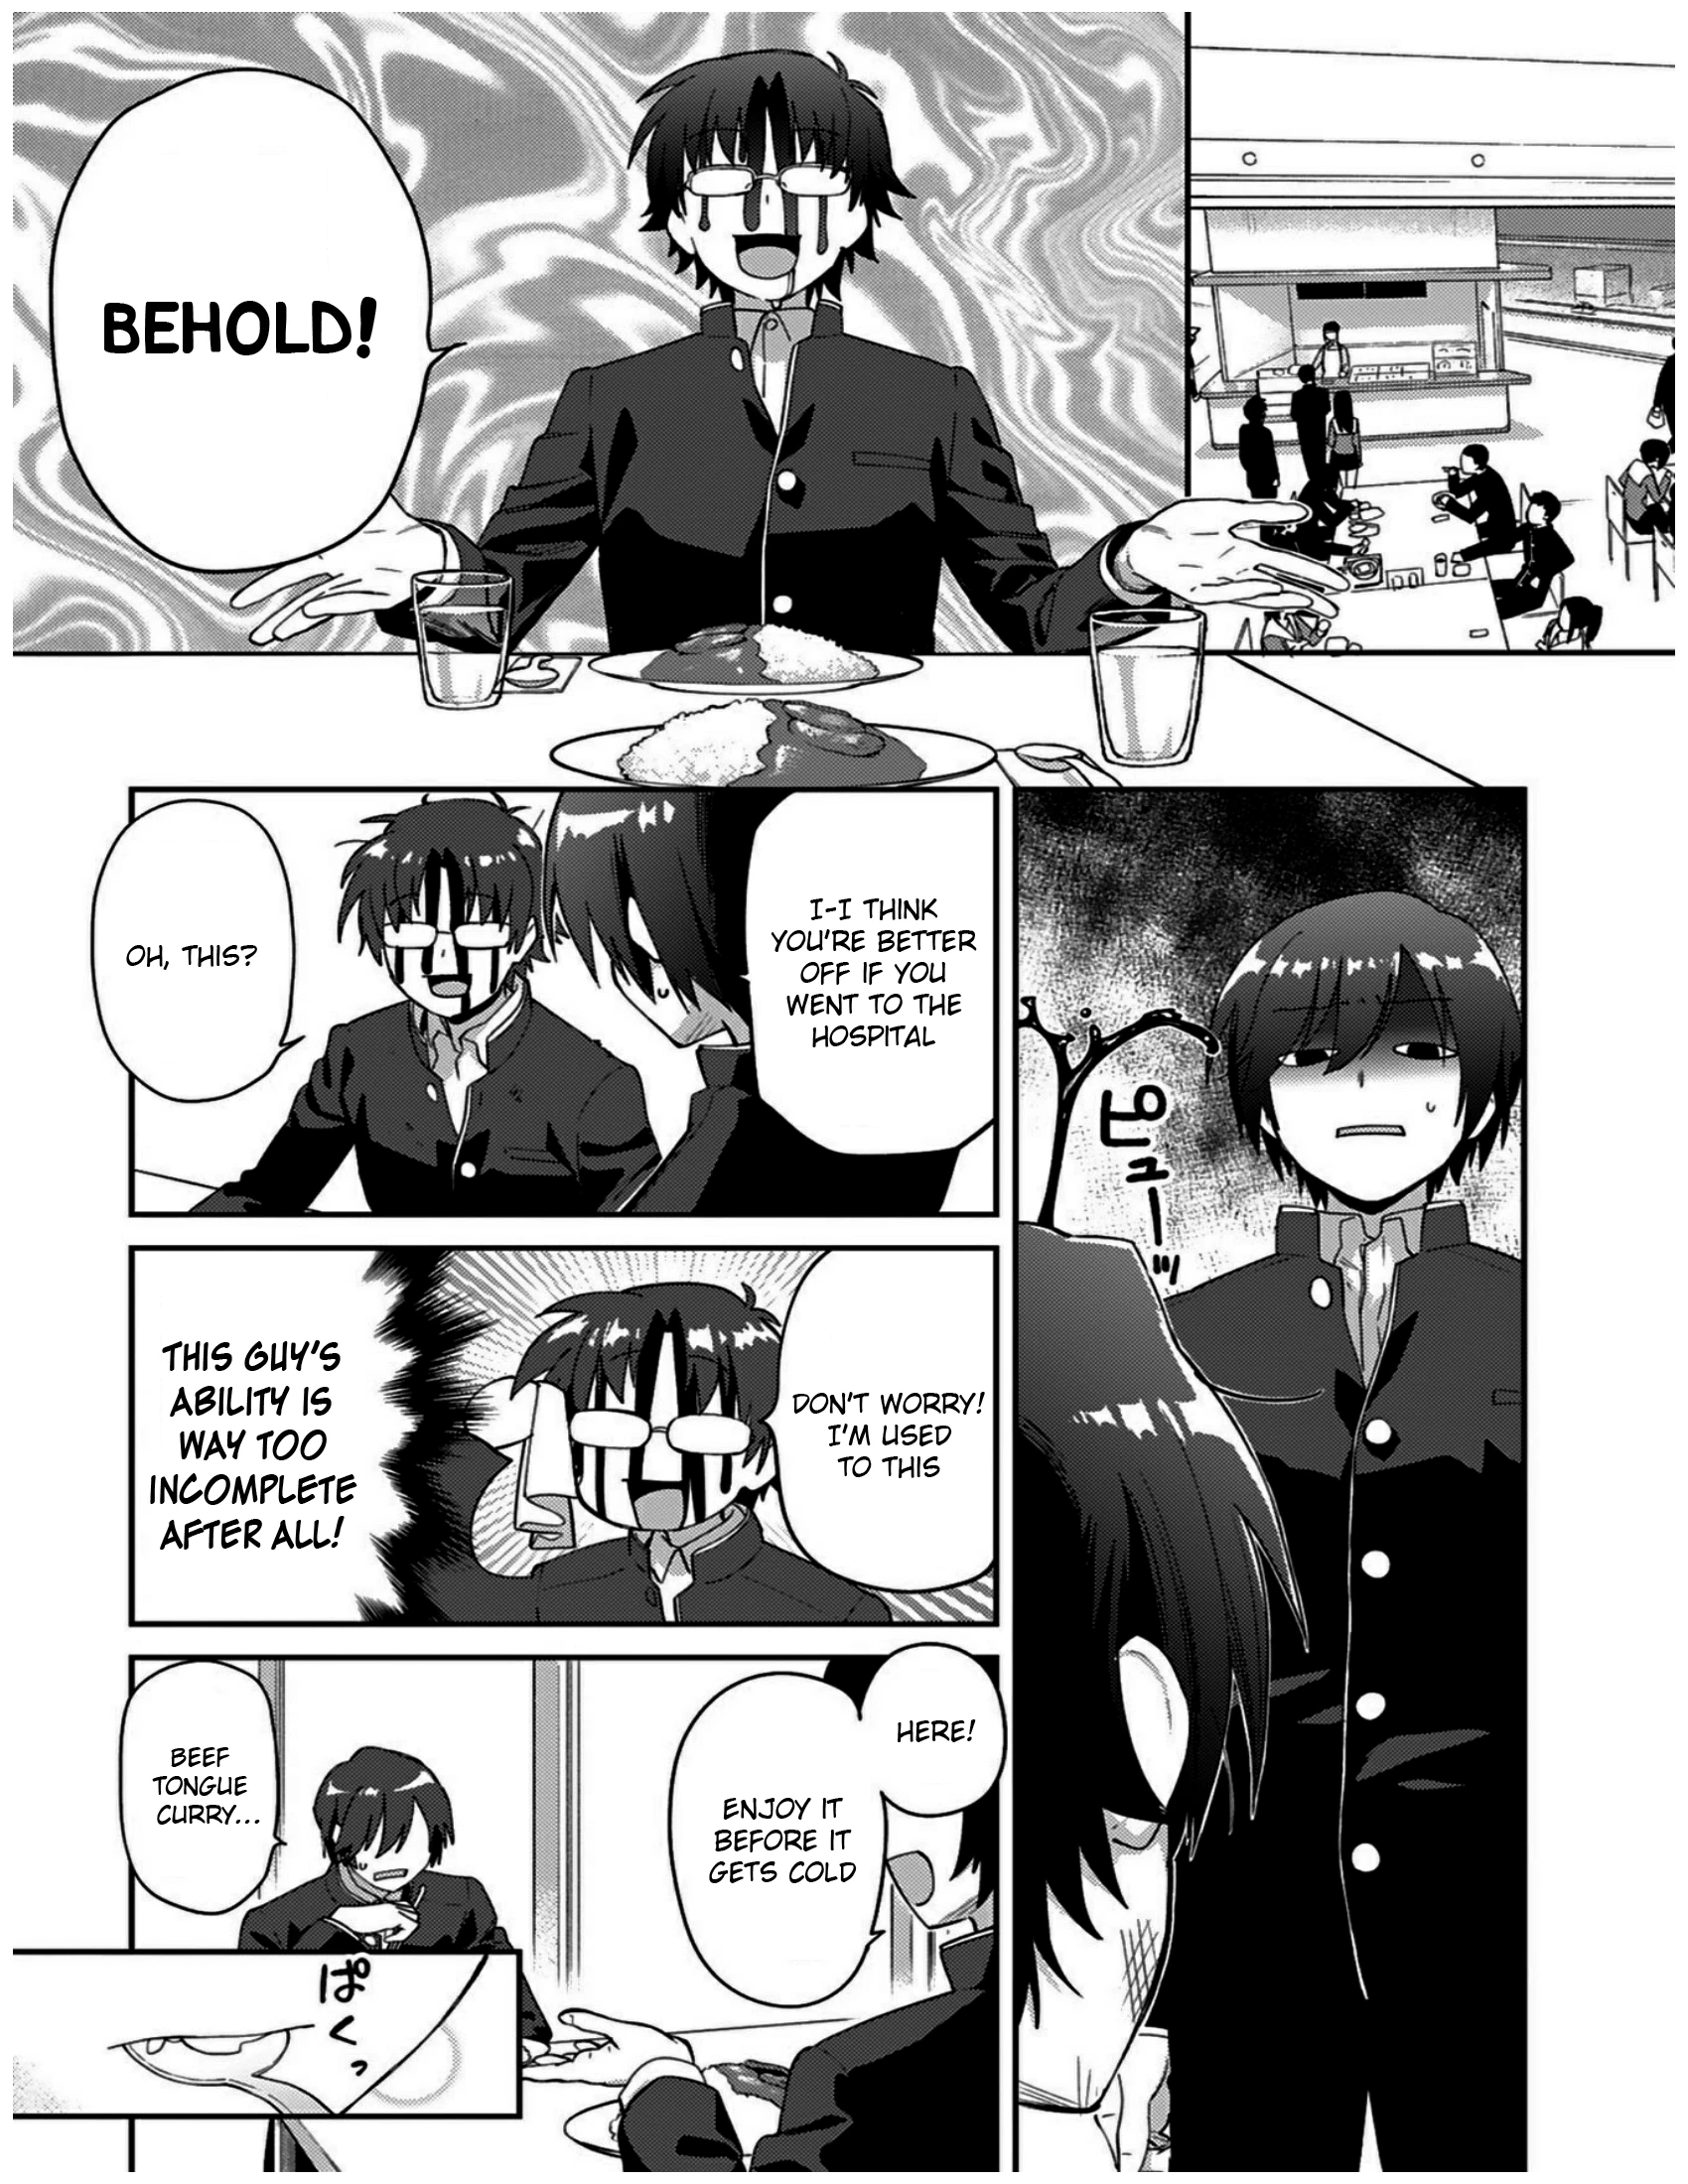 BEHOLD!
ピューーッ
I-I THINK
YOU'RE BETTER
OFF IF YOU
WENT TO THE
HOSPITAL
OH, THIS?
DON'T WORRY!
I'M USED
TO THIS
THIS GUY'S
ABILITY IS
WAY TOO
INCOMPLETE
AFTER ALL!
HERE!
ENJOY IT
BEFORE IT
GETS COLD
BEEF
TONGUE
CURRY...
ぱくっ